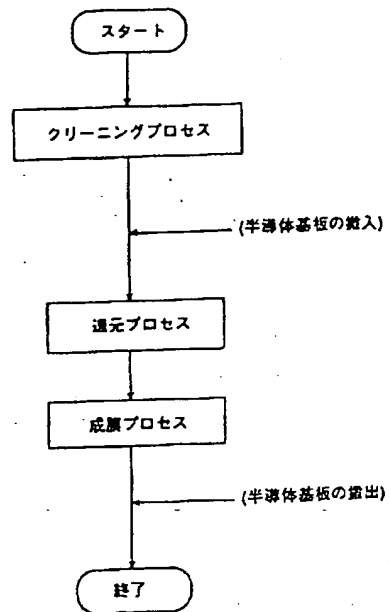 スタート
クリーニングプロセス
(半導体基板の搬入)
還元プロセス
成膜プロセス
(半導体基板の搬出)
終了